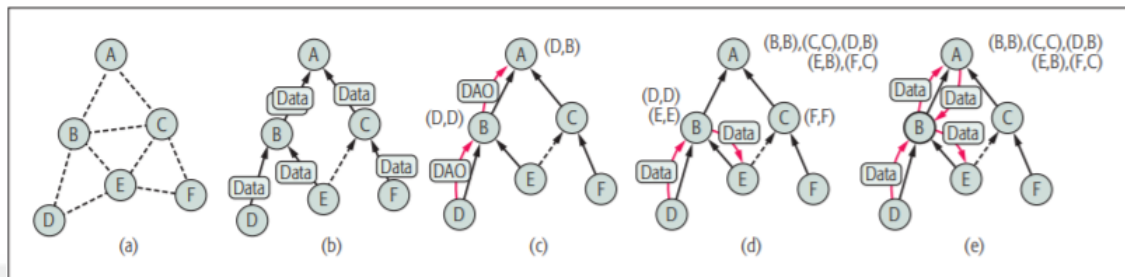 A
B
C
E
F
D
(a)
A
Data
Data
B
C
Data
Data
Data
E
F
D
(b)
A
(D,B)
DAO
(D,D)
B
C
DAO
E
F
D
(c)
A
(B,B),(C,C),(D,B)
(E,B),(F,C)
(D,D)
(E,E)
B
Data
C
(F,F)
Data
E
F
D
(d)
(B,B),(C,C),(D,B)
(E,B),(F,C)
A
Data
Data
B
C
Data
Data
E
F
D
(e)